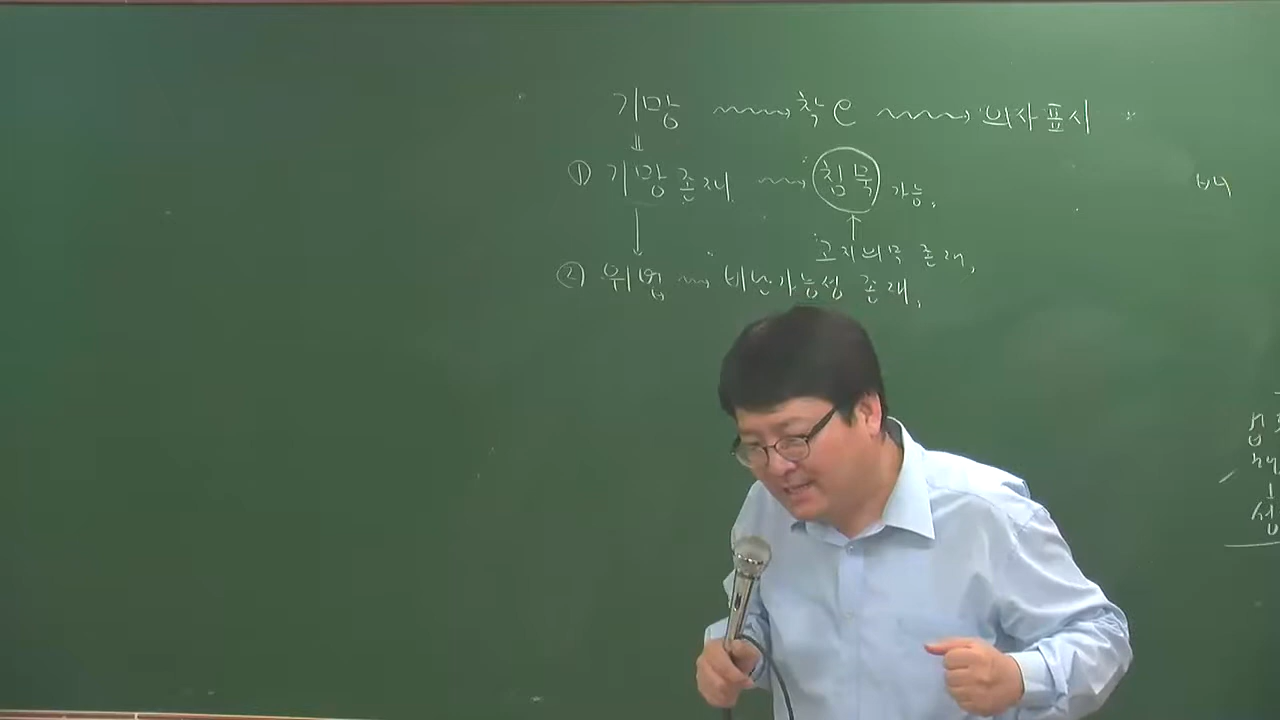 기망 → 착e → 의사표시
① 기망존재 → 침묵 가능,
↑
고지의무 존재,
② 위법 → 비난가능성 존재,